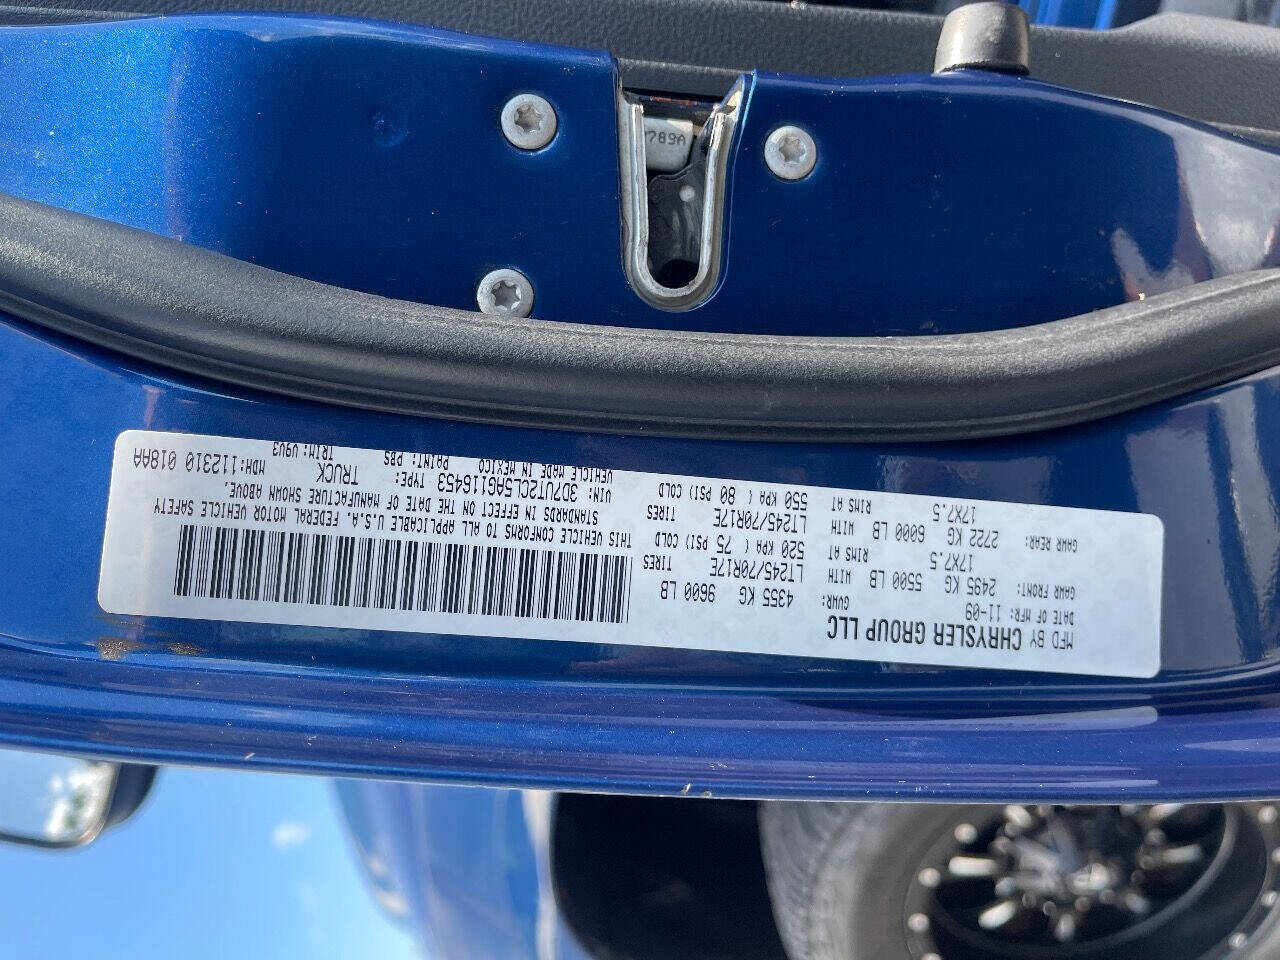 MFD BY CHRYSLER GROUP LLC
DATE OF MFR: 11-09 GVWR: 4355 KG 9600 LB
GAWR FRONT: 2495 KG 5500 LB WITH LT245/70R17E TIRES
17X7.5 RIMS AT 520 KPA ( 75 PSI) COLD
GAWR REAR: 2722 KG 6000 LB WITH LT245/70R17E TIRES
17X7.5 RIMS AT 550 KPA ( 80 PSI) COLD
THIS VEHICLE CONFORMS TO ALL APPLICABLE U.S.A. FEDERAL MOTOR VEHICLE SAFETY
STANDARDS IN EFFECT ON THE DATE OF MANUFACTURE SHOWN ABOVE.
VIN: 3D7UT2CL5AG116453 TYPE: TRUCK MDH:112310 018AA
VEHICLE MADE IN MEXICO PAINT: PBS TRIM: V9V3
789A